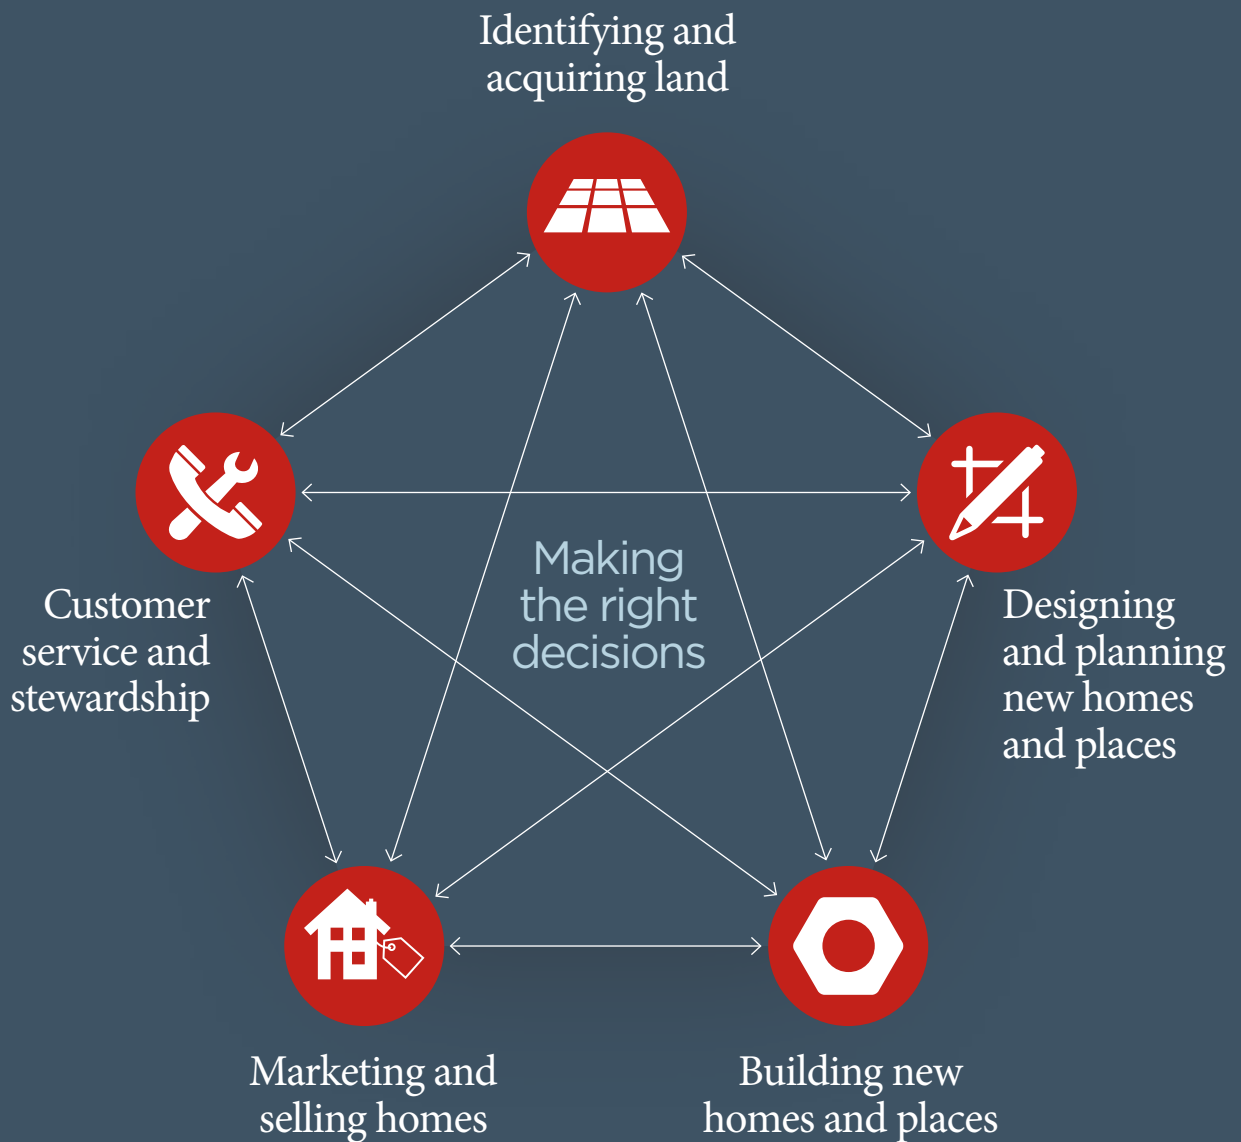 Identifying and
acquiring land
Customer
service and
stewardship
Making
the right
decisions
Designing
and planning
new homes
and places
Marketing and
selling homes
Building new
homes and places